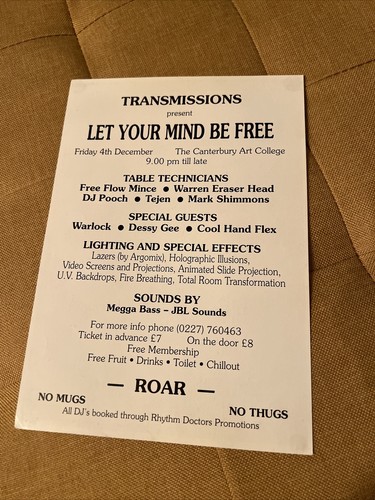 TRANSMISSIONS
present
LET YOUR MIND BE FREE
Friday 4th December The Canterbury Art College
9.00 pm till late
TABLE TECHNICIANS
Free Flow Mince ● Warren Eraser Head
DJ Pooch ● Tejen ● Mark Shimmons
SPECIAL GUESTS
Warlock ● Dessy Gee ● Cool Hand Flex
LIGHTING AND SPECIAL EFFECTS
Lazers (by Argomix), Holographic Illusions,
Video Screens and Projections, Animated Slide Projection,
U.V. Backdrops, Fire Breathing, Total Room Transformation
SOUNDS BY
Megga Bass – JBL Sounds
For more info phone (0227) 760463
Ticket in advance £7 On the door £8
Free Membership
Free Fruit • Drinks • Toilet • Chillout
— ROAR —
NO MUGS NO THUGS
All DJ's booked through Rhythm Doctors Promotions